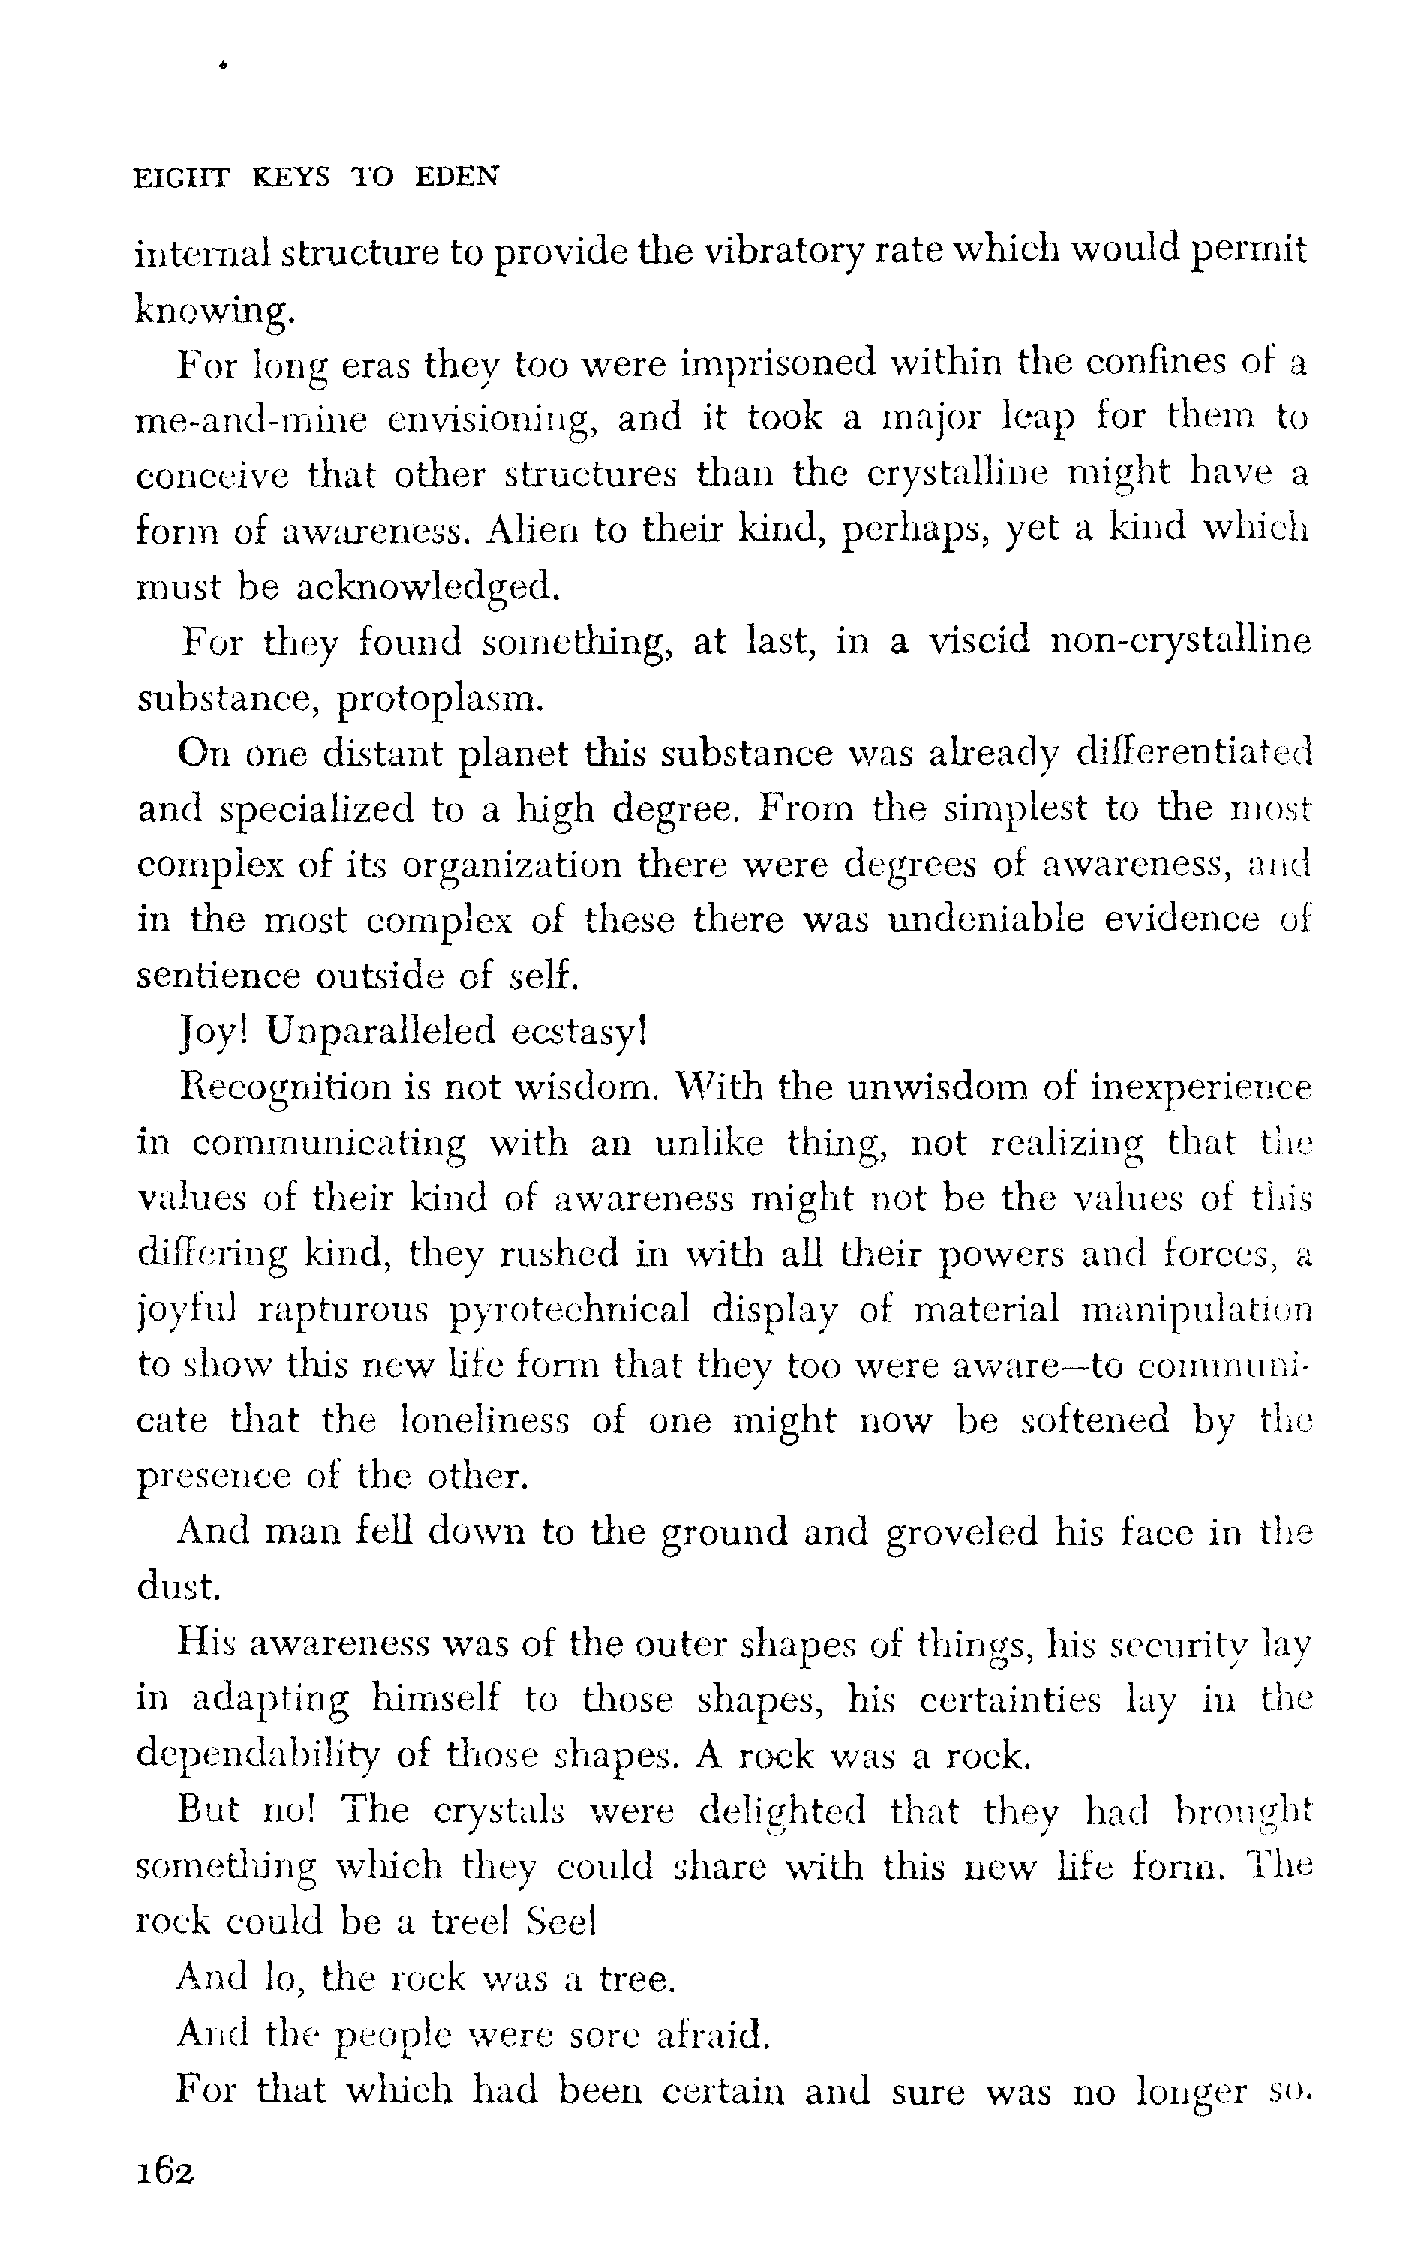 EIGHT KEYS TO EDEN
internal structure to provide the vibratory rate which would permit
knowing.
For long eras they too were imprisoned within the confines of a
me-and-mine envisioning, and it took a major leap for them to
conceive that other structures than the crystalline might have a
form of awareness. Alien to their kind, perhaps, yet a kind which
must be acknowledged.
For they found something, at last, in a viscid non-crystalline
substance, protoplasm.
On one distant planet this substance was already differentiated
and specialized to a high degree. From the simplest to the most
complex of its organization there were degrees of awareness, and
in the most complex of these there was undeniable evidence of
sentience outside of self.
Joy! Unparalleled ecstasy!
Recognition is not wisdom. With the unwisdom of inexperience
in communicating with an unlike thing, not realizing that the
values of their kind of awareness might not be the values of this
differing kind, they rushed in with all their powers and forces, a
joyful rapturous pyrotechnical display of material manipulation
to show this new life form that they too were aware—to communi-
cate that the loneliness of one might now be softened by the
presence of the other.
And man fell down to the ground and groveled his face in the
dust.
His awareness was of the outer shapes of things, his security lay
in adapting himself to those shapes, his certainties lay in the
dependability of those shapes. A rock was a rock.
But no! The crystals were delighted that they had brought
something which they could share with this new life form. The
rock could be a tree! See!
And lo, the rock was a tree.
And the people were sore afraid.
For that which had been certain and sure was no longer so.
162